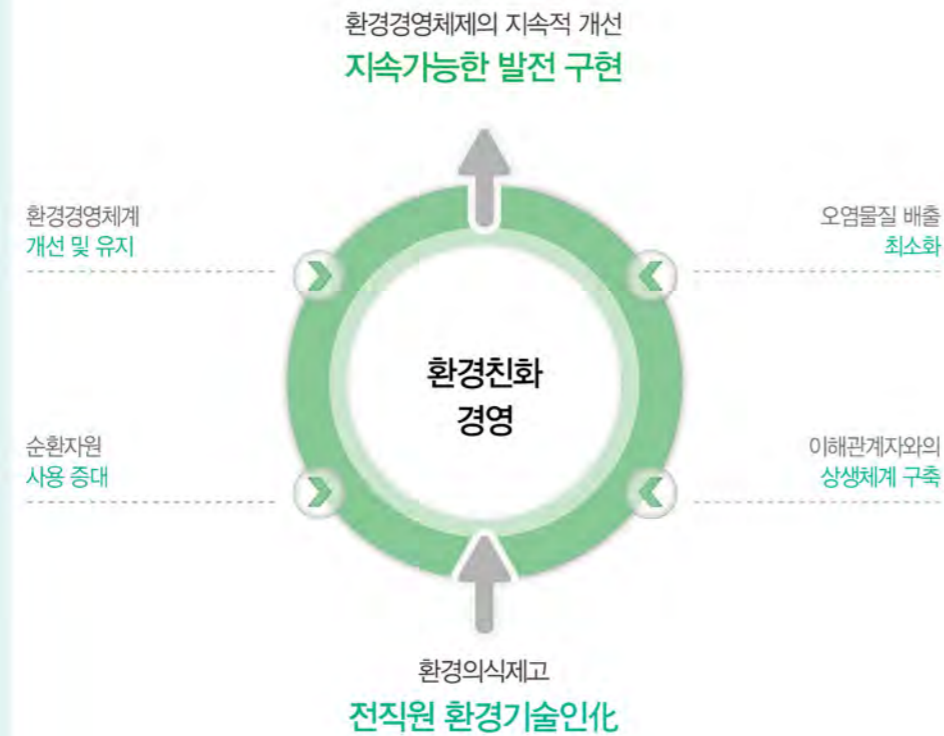 환경경영체제의 지속적 개선
지속가능한 발전 구현
환경경영체계
개선 및 유지
오염물질 배출
최소화
환경친화
경영
순환자원
사용 증대
이해관계자와의
상생체계 구축
환경의식제고
전직원 환경기술인化